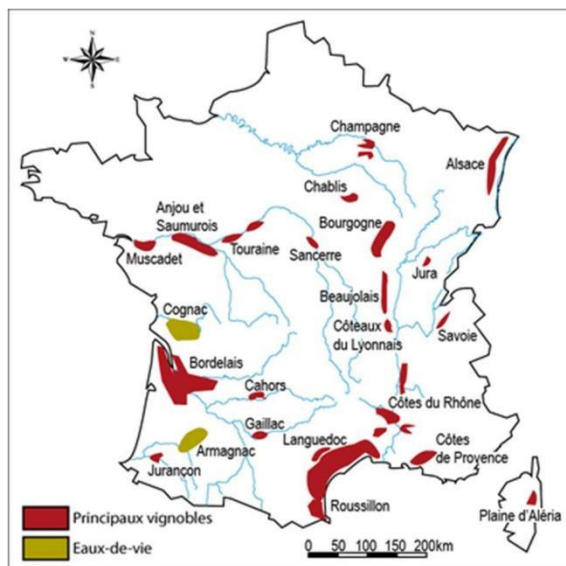 N
W
E
S
Champagne
Alsace
Chablis
Anjou et
Saumurois
Bourgogne
Touraine
Sancerre
Muscadet
Jura
Beaujolais
Cognac
Côteaux
du Lyonnais
Savoie
Bordelais
Cahors
Côtes du Rhône
Gaillac
Languedoc
Côtes
de Provence
Armagnac
Jurançon
Roussillon
Plaine d'Aléria
Principaux vignobles
Eaux-de-vie
0 50 100 150 200km